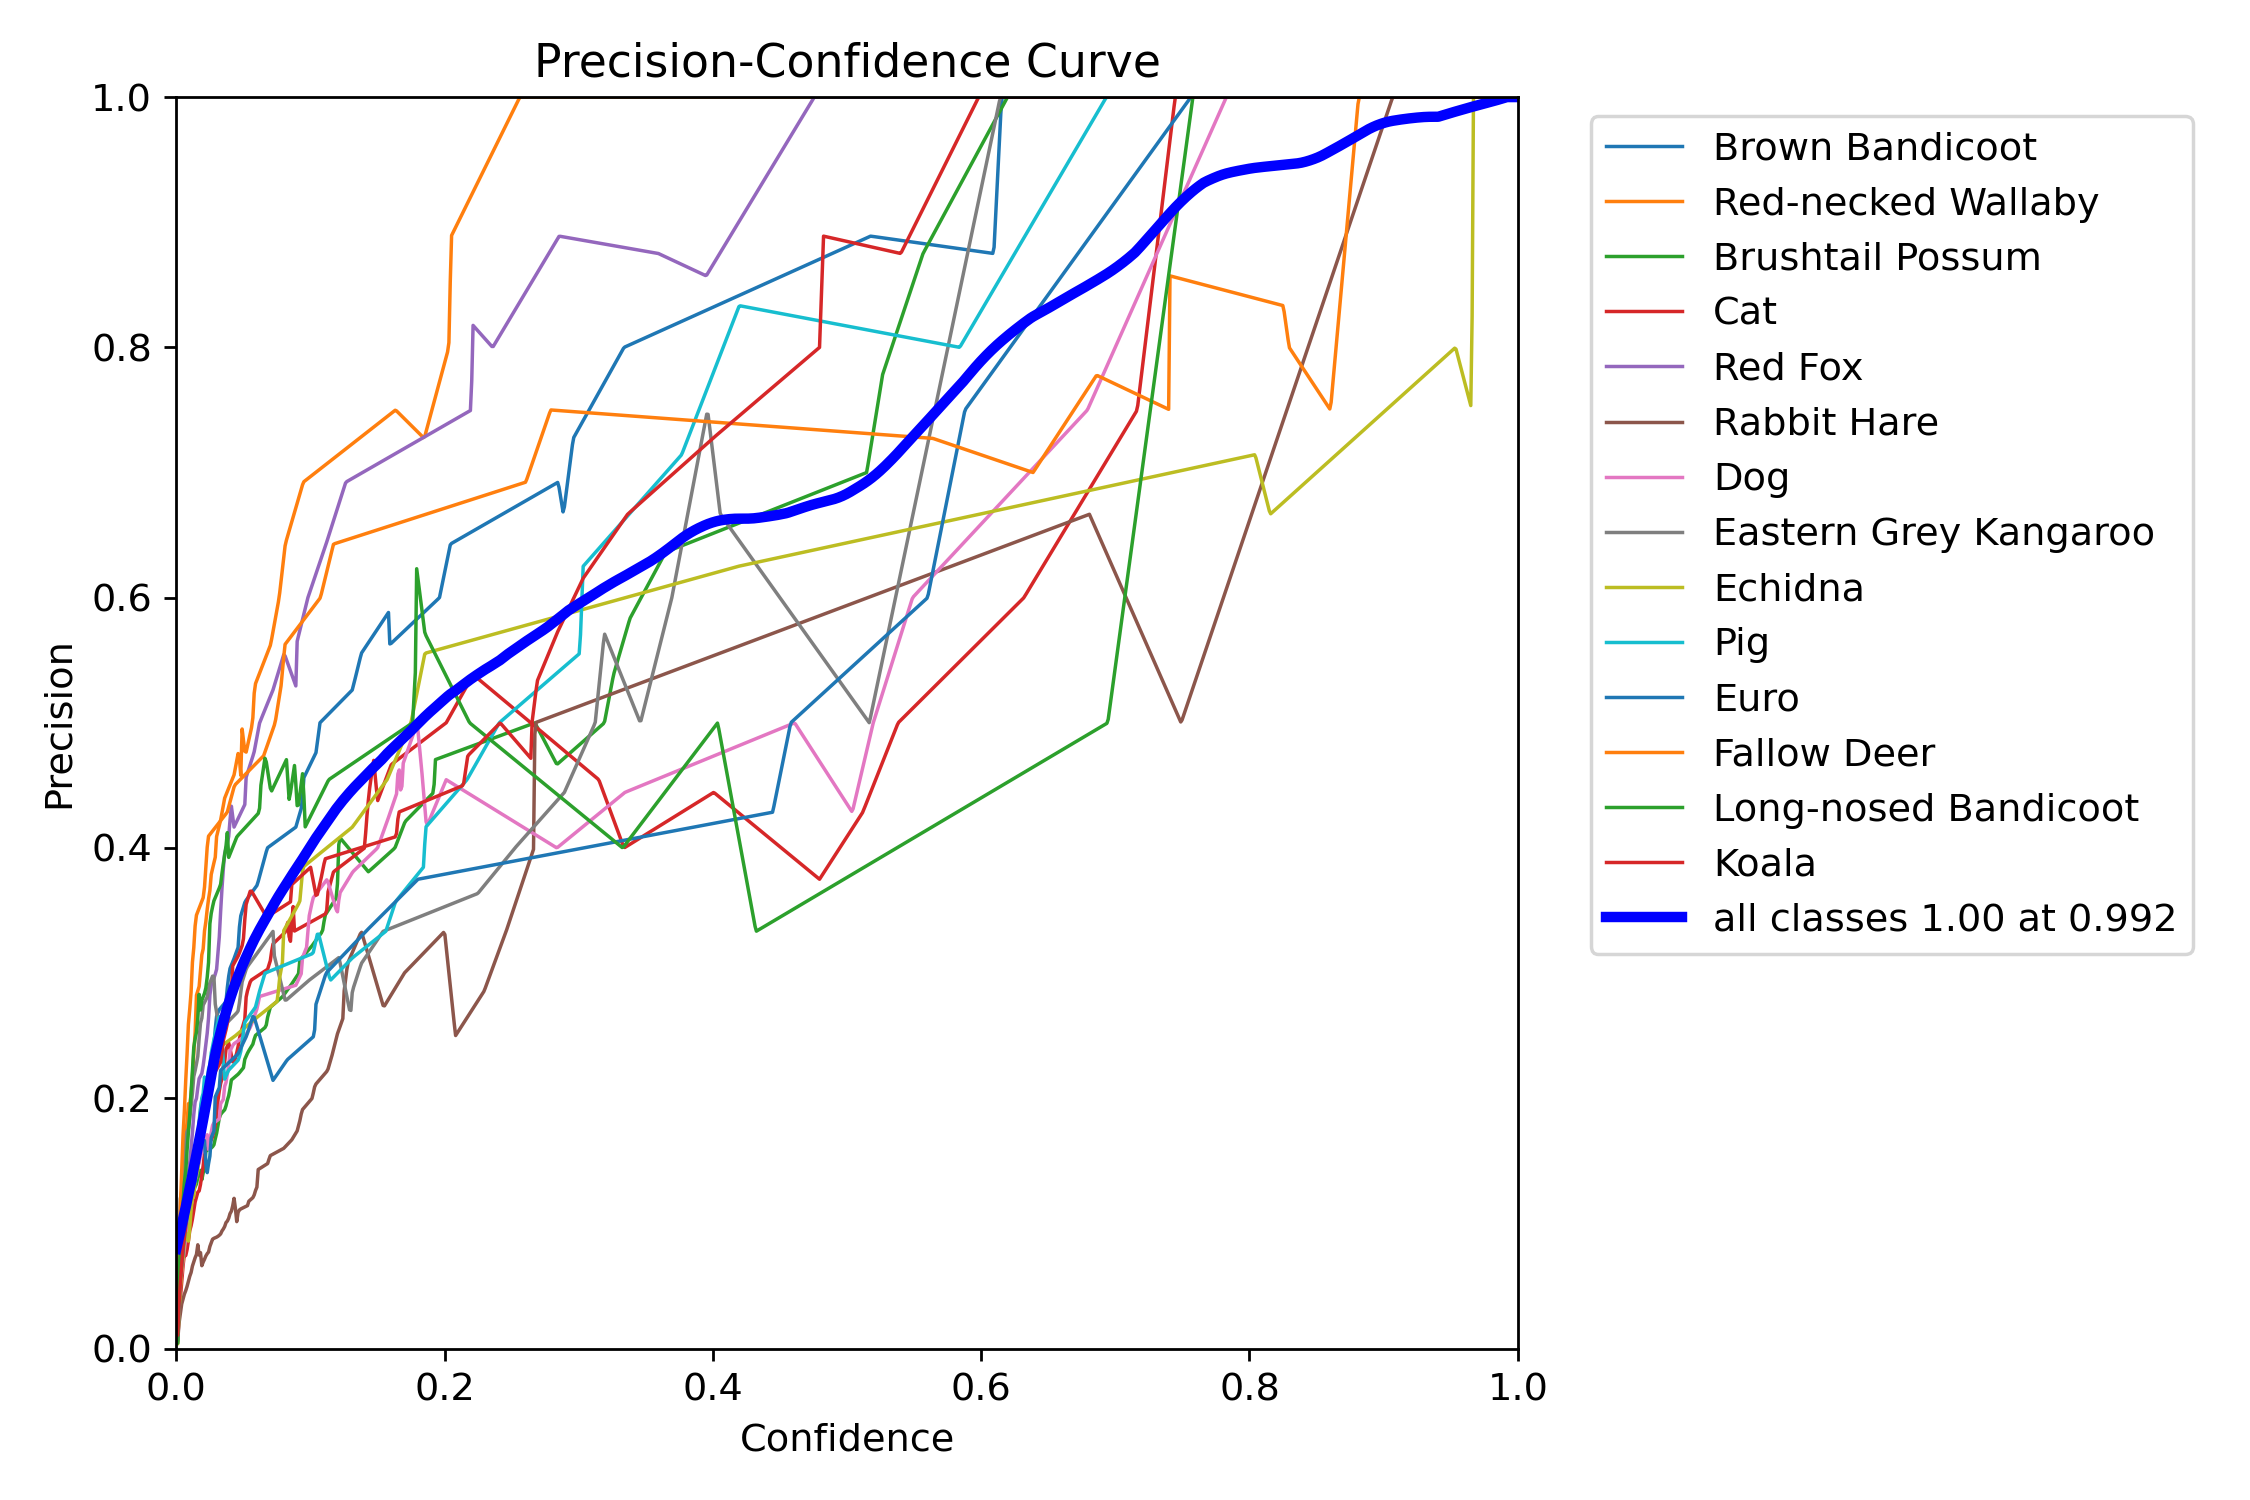 Precision-Confidence Curve
1.0
0.8
0.6
0.4
0.2
0.0
Precision
0.0 0.2 0.4 0.6 0.8 1.0
Confidence
Brown Bandicoot
Red-necked Wallaby
Brushtail Possum
Cat
Red Fox
Rabbit Hare
Dog
Eastern Grey Kangaroo
Echidna
Pig
Euro
Fallow Deer
Long-nosed Bandicoot
Koala
all classes 1.00 at 0.992